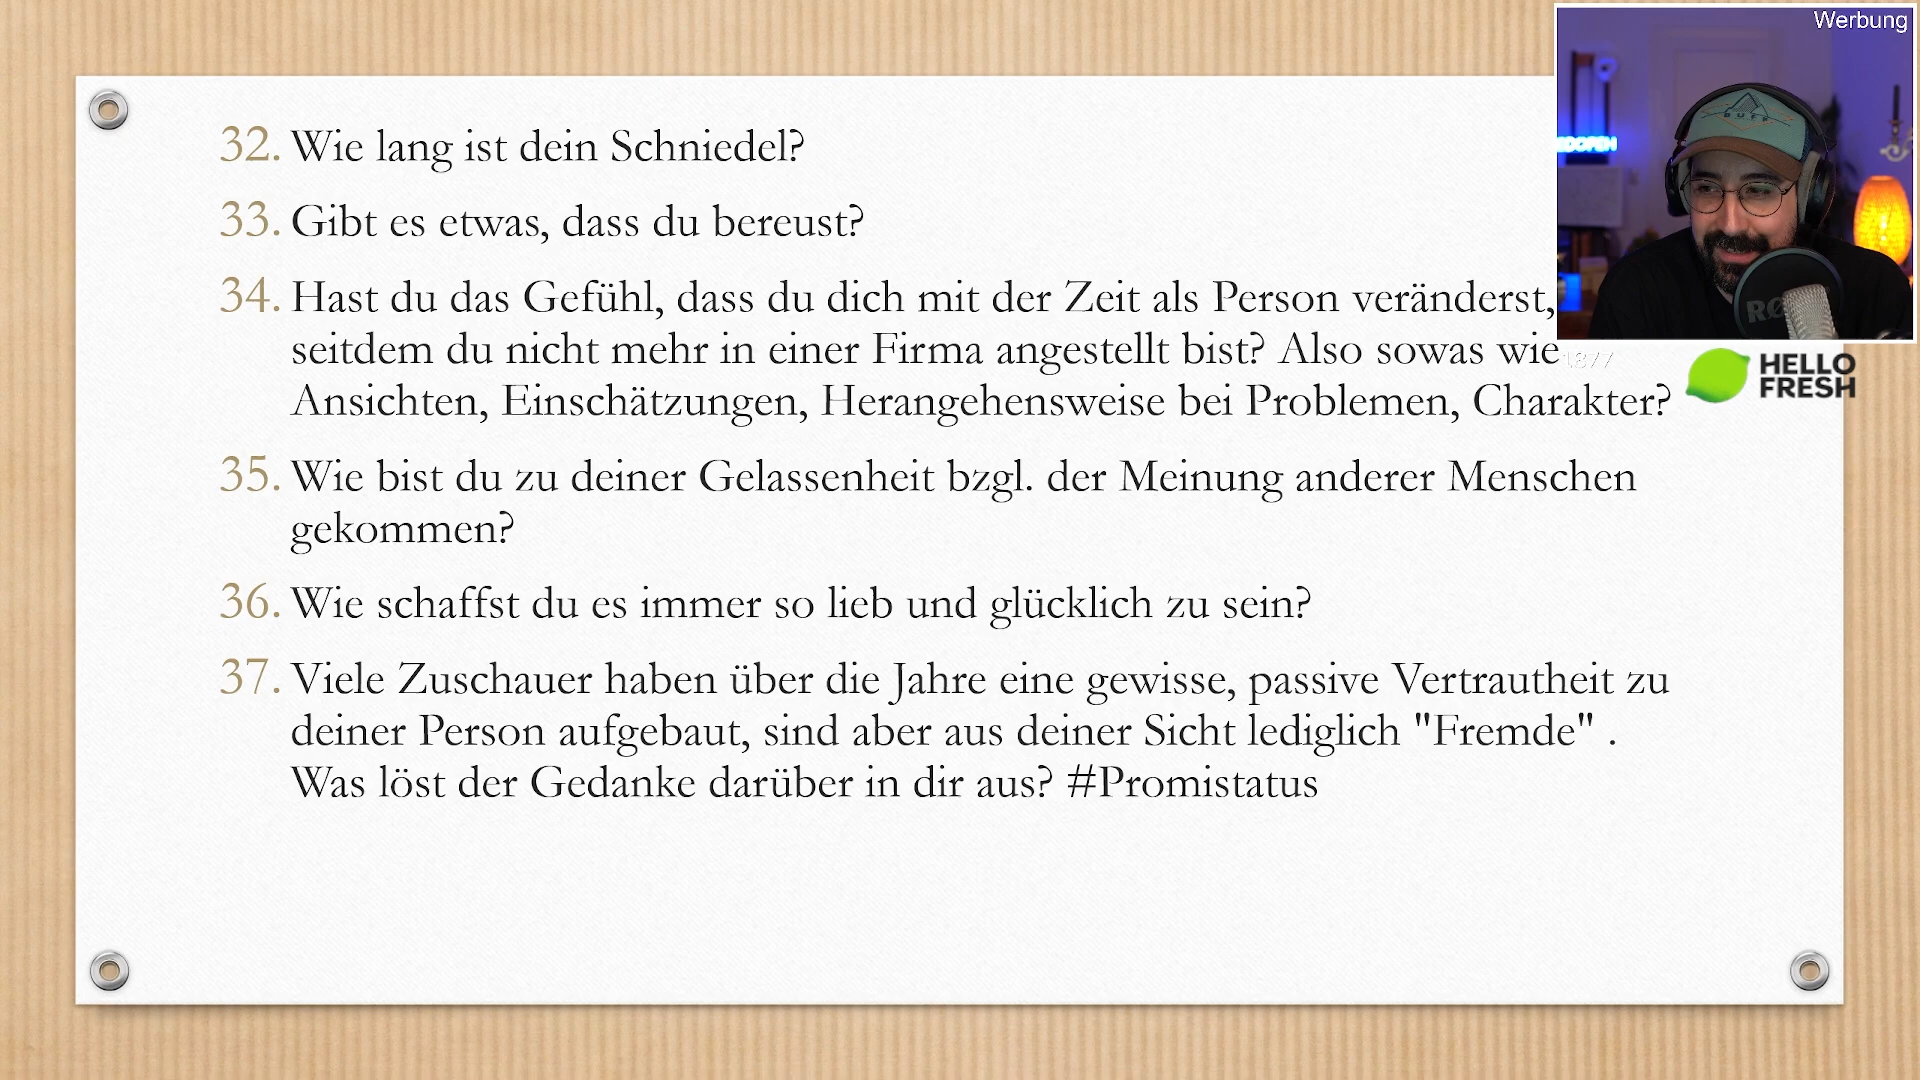 Werbung
32. Wie lang ist dein Schniedel?
33. Gibt es etwas, dass du bereust?
34. Hast du das Gefühl, dass du dich mit der Zeit als Person veränderst,
seitdem du nicht mehr in einer Firma angestellt bist? Also sowas wie
Ansichten, Einschätzungen, Herangehensweise bei Problemen, Charakter?
35. Wie bist du zu deiner Gelassenheit bzgl. der Meinung anderer Menschen
gekommen?
36. Wie schaffst du es immer so lieb und glücklich zu sein?
37. Viele Zuschauer haben über die Jahre eine gewisse, passive Vertrautheit zu
deiner Person aufgebaut, sind aber aus deiner Sicht lediglich "Fremde" .
Was löst der Gedanke darüber in dir aus? #Promistatus
BUFF
1877
HELLO
FRESH